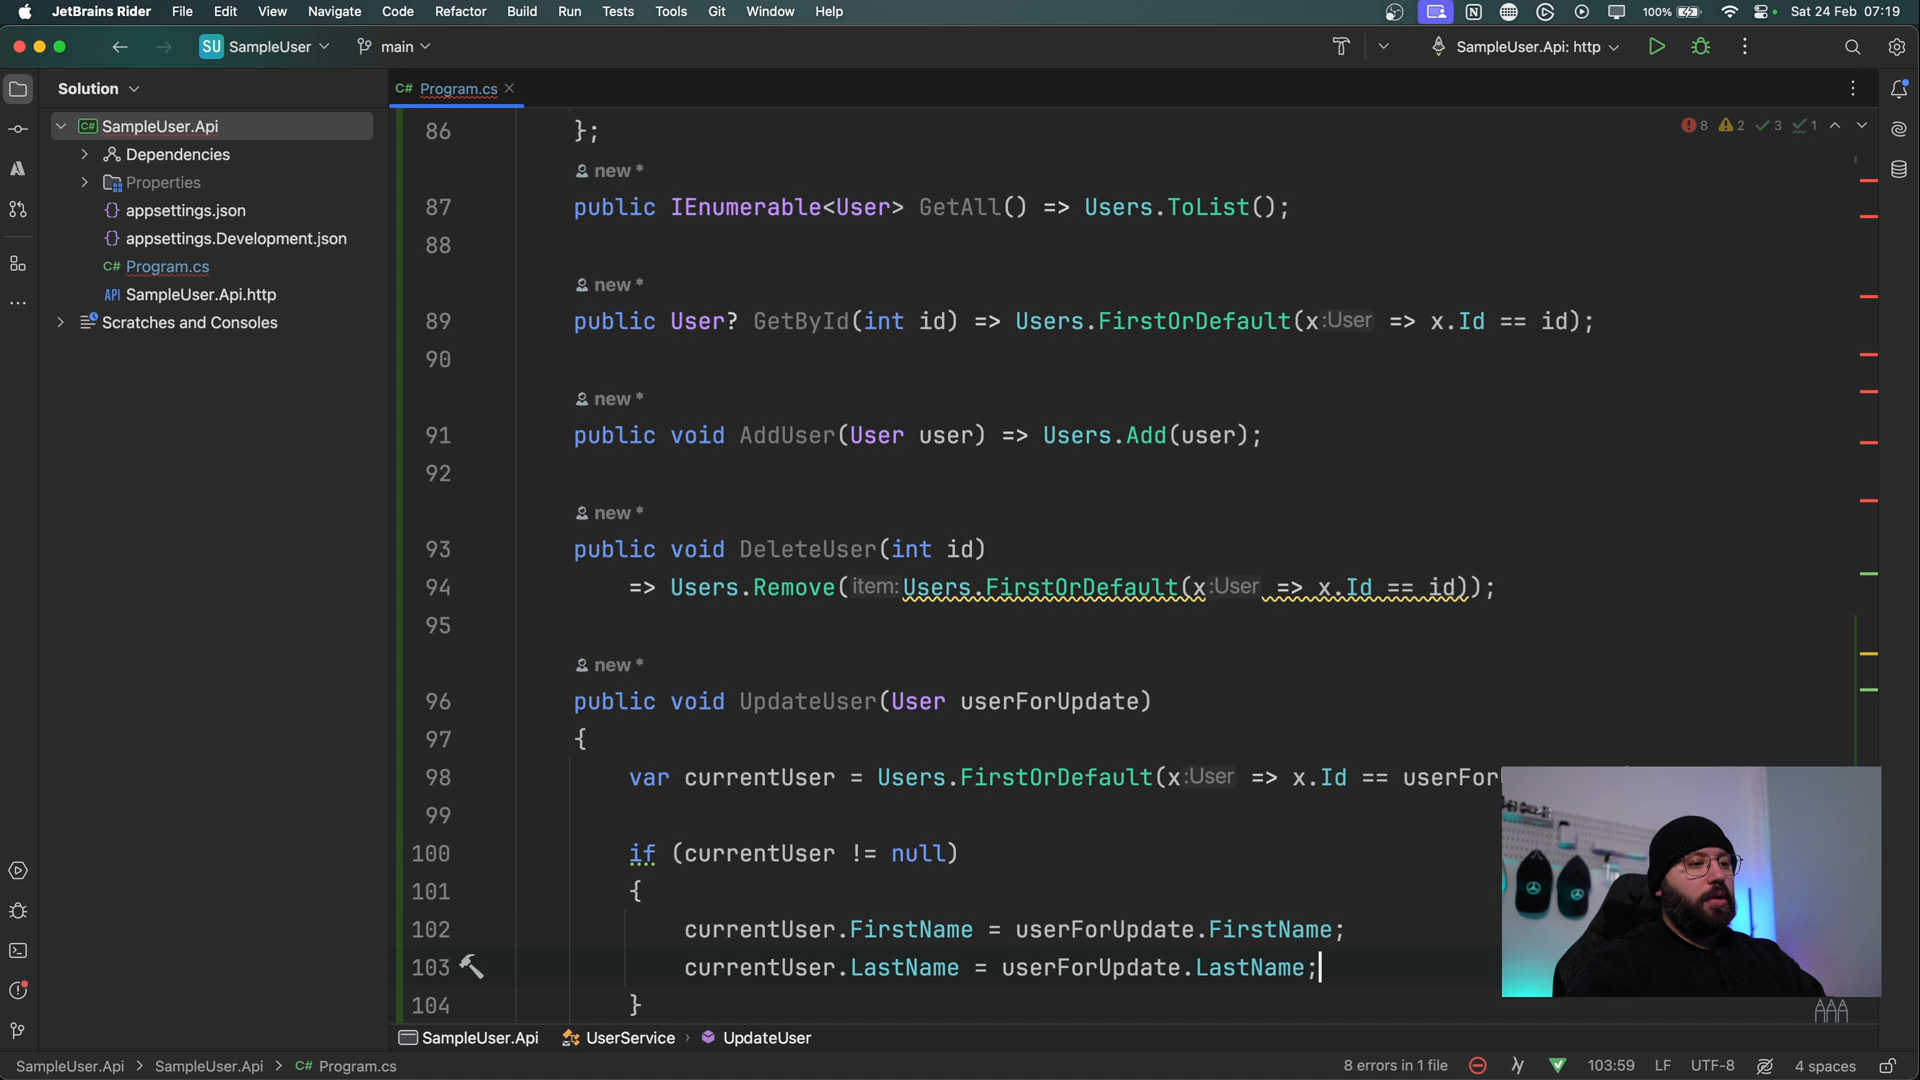 JetBrains Rider File Edit View Navigate Code Refactor Build Run Tests Tools Git Window Help 100% Sat 24 Feb 07:19
SU SampleUser main SampleUser.Api: http
Solution
C# Program.cs
C# SampleUser.Api
Dependencies
Properties
{} appsettings.json
{} appsettings.Development.json
C# Program.cs
API SampleUser.Api.http
Scratches and Consoles
8 2 3 1
86 };
new *
87 public IEnumerable<User> GetAll() => Users.ToList();
88
new *
89 public User? GetById(int id) => Users.FirstOrDefault(x :User => x.Id == id);
90
new *
91 public void AddUser(User user) => Users.Add(user);
92
new *
93 public void DeleteUser(int id)
94 => Users.Remove( item: Users.FirstOrDefault(x :User => x.Id == id));
95
new *
96 public void UpdateUser(User userForUpdate)
97 {
98 var currentUser = Users.FirstOrDefault(x :User => x.Id ==
99
100 if (currentUser != null)
101 {
102 currentUser.FirstName = userForUpdate.FirstName;
103 currentUser.LastName = userForUpdate.LastName;
104 }
SampleUser.Api UserService › UpdateUser
SampleUser.Api > SampleUser.Api > C# Program.cs 8 errors in 1 file 103:59 LF UTF-8 4 spaces